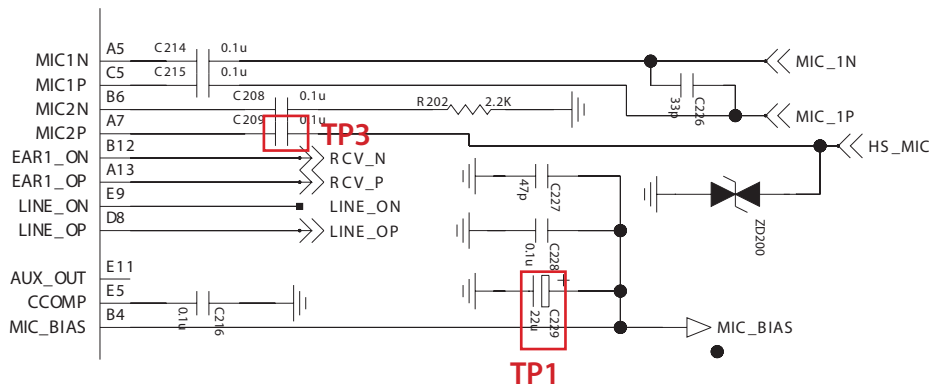 MIC1N A5 C214 0.1u MIC_1N
MIC1P C5 C215 0.1u
C226 33p
MIC2N B6 C208 0.1u R202 2.2K
MIC_1P
MIC2P A7 C209 0.1u TP3
HS_MIC
EAR1_ON B12 RCV_N
EAR1_OP A13 RCV_P
C227 47p
LINE_ON E9 LINE_ON
ZD200
LINE_OP D8 LINE_OP
C228 0.1u
AUX_OUT E11
+
CCOMP E5 0.1u C216
C229 22u
MIC_BIAS B4 MIC_BIAS
TP1